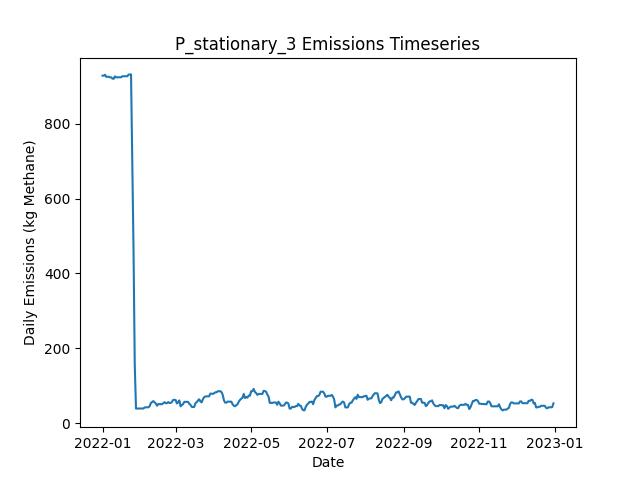 P_stationary_3 Emissions Timeseries
Daily Emissions (kg Methane)
800
600
400
200
0
2022-01 2022-03 2022-05 2022-07 2022-09 2022-11 2023-01
Date